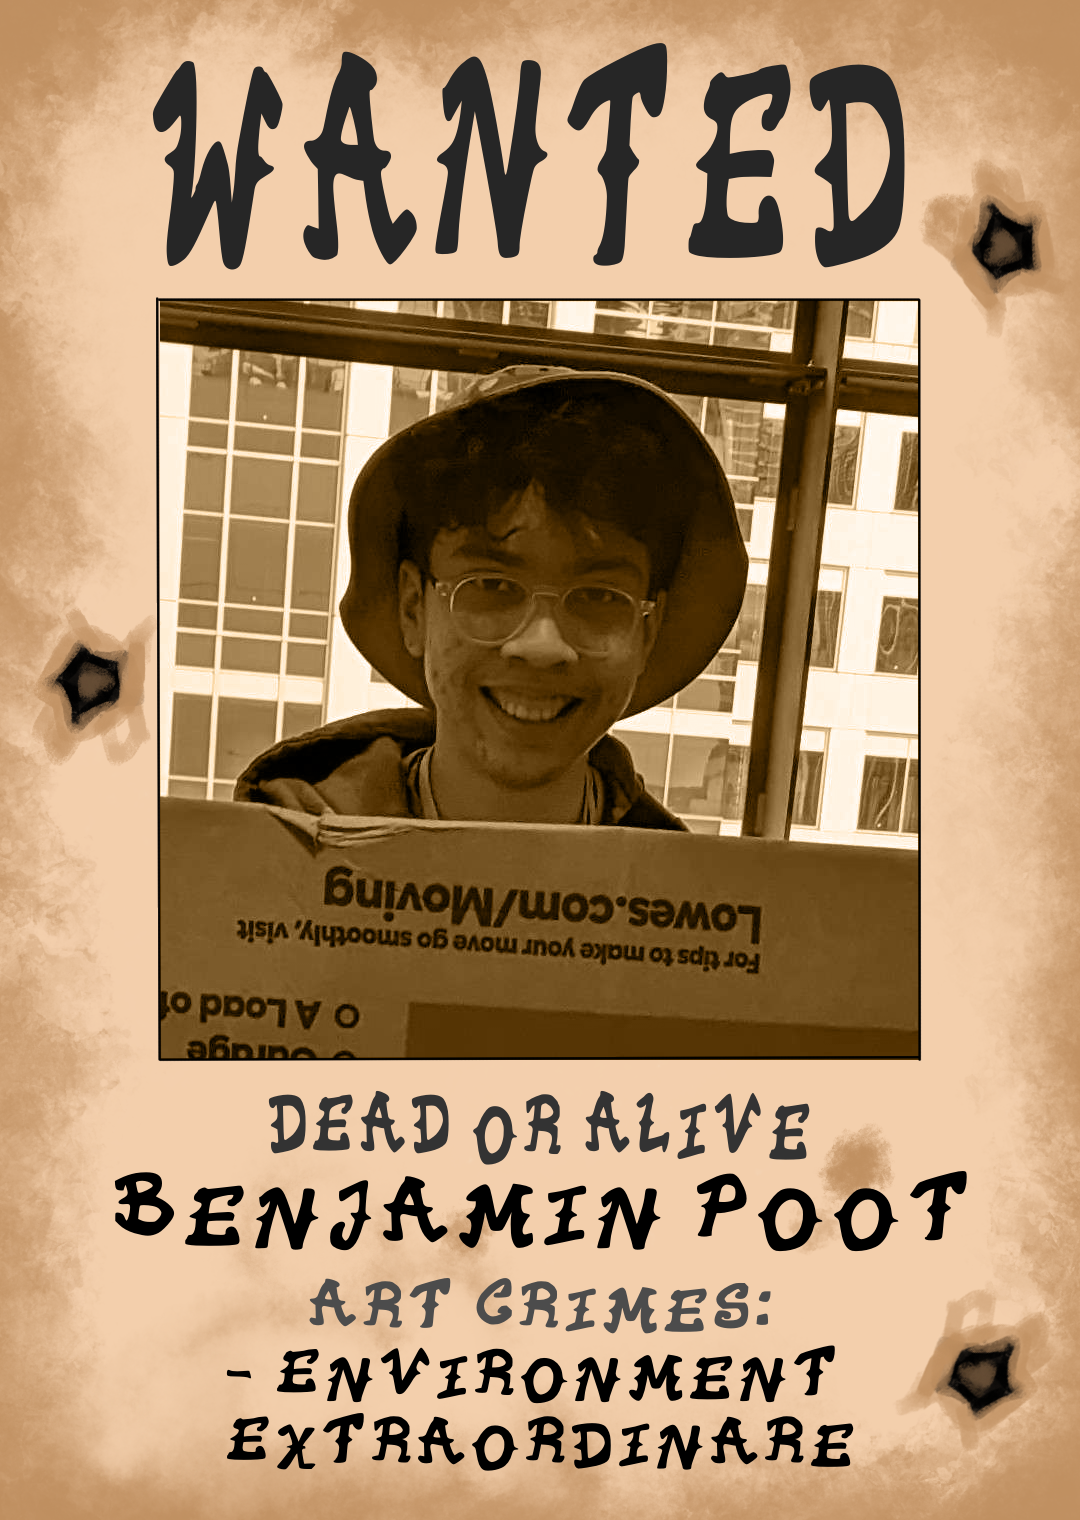 WANTED
Lowes.com/Moving
For tips to make your move go smoothly, visit
O A Load of
O Garage
DEAD OR ALIVE
BENJAMIN POOT
ART CRIMES:
- ENVIRONMENT
EXTRAORDINARE